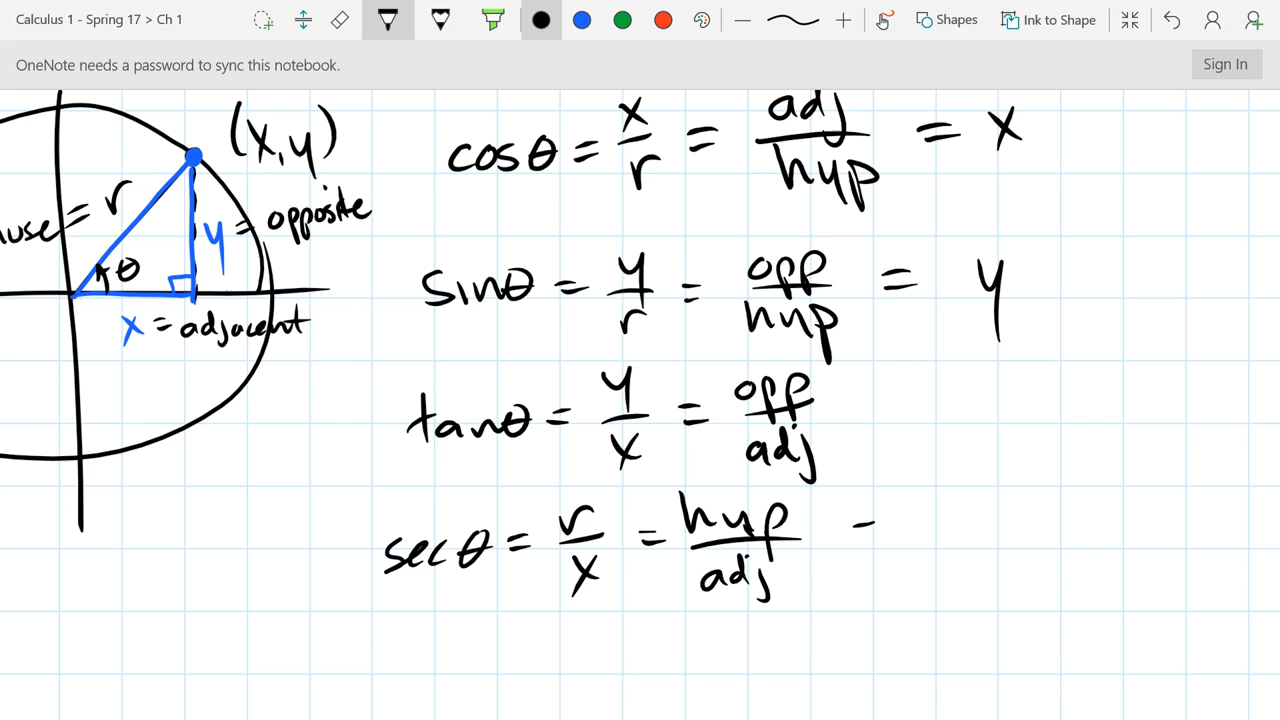 Calculus 1 - Spring 17 > Ch 1
Shapes
Ink to Shape
OneNote needs a password to sync this notebook.
Sign In
(x,y)
use = r
y = opposite
θ
x = adjacent
cosθ = x/r = adj/hyp = x
sinθ = y/r = opp/hyp = y
tanθ = y/x = opp/adj
secθ = r/x = hyp/adj -